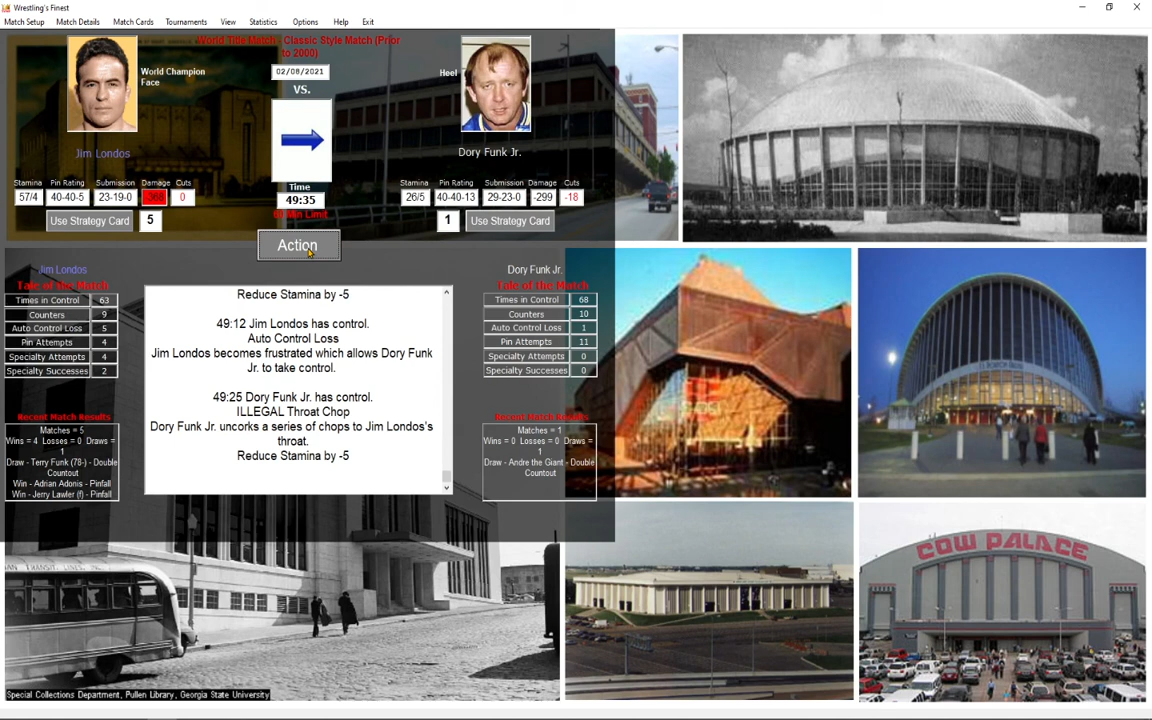 Wrestling's Finest
Match Setup Match Details Match Cards Tournaments View Statistics Options Help Exit
World Title Match - Classic Style Match (Prior
to 2000)
World Champion
Face
02/08/2021
VS.
Heel
Jim Londos
Dory Funk Jr.
Stamina Pin Rating Submission Damage Cuts
57/4 40-40-5 23-19-0 -368 0
Time
49:35
60 Min Limit
Stamina Pin Rating Submission Damage Cuts
26/5 40-40-13 29-23-0 -299 -18
Use Strategy Card 5
1 Use Strategy Card
Action
Jim Londos
Tale of the Match
Times in Control 63
Counters 9
Auto Control Loss 5
Pin Attempts 4
Specialty Attempts 4
Specialty Successes 2
Recent Match Results
Matches = 5
Wins = 4 Losses = 0 Draws =
1
Draw - Terry Funk (78-) - Double
Countout
Win - Adrian Adonis - Pinfall
Win - Jerry Lawler (f) - Pinfall
Reduce Stamina by -5
49:12 Jim Londos has control.
Auto Control Loss
Jim Londos becomes frustrated which allows Dory Funk
Jr. to take control.
49:25 Dory Funk Jr. has control.
ILLEGAL Throat Chop
Dory Funk Jr. uncorks a series of chops to Jim Londos's
throat.
Reduce Stamina by -5
Dory Funk Jr.
Tale of the Match
Times in Control 68
Counters 10
Auto Control Loss 1
Pin Attempts 11
Specialty Attempts 0
Specialty Successes 0
Recent Match Results
Matches = 1
Wins = 0 Losses = 0 Draws =
1
Draw - Andre the Giant - Double
Countout
COW PALACE
Special Collections Department, Pullen Library, Georgia State University